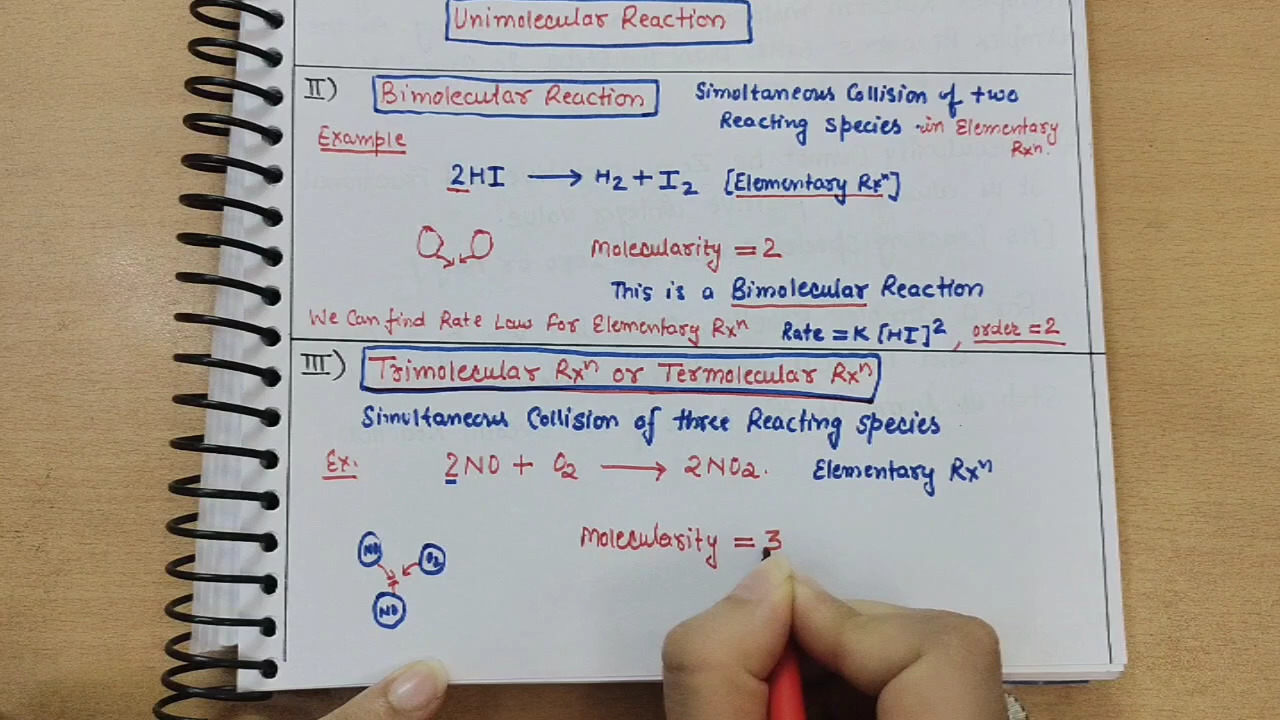 Unimolecular Reaction
II) Bimolecular Reaction
Simultaneous Collision of two
Reacting species in Elementary
Rxn.
Example
2HI ⟶ H₂ + I₂ [Elementary Rxⁿ]
Molecularity = 2
This is a Bimolecular Reaction
We Can find Rate Law For Elementary Rxⁿ Rate = K [HI]², order = 2
III) Trimolecular Rxⁿ or Termolecular Rxⁿ
Simultaneous Collision of three Reacting species
Ex. 2NO + O₂ ⟶ 2NO₂. Elementary Rxⁿ
Molecularity = 3
NO
O₂
NO